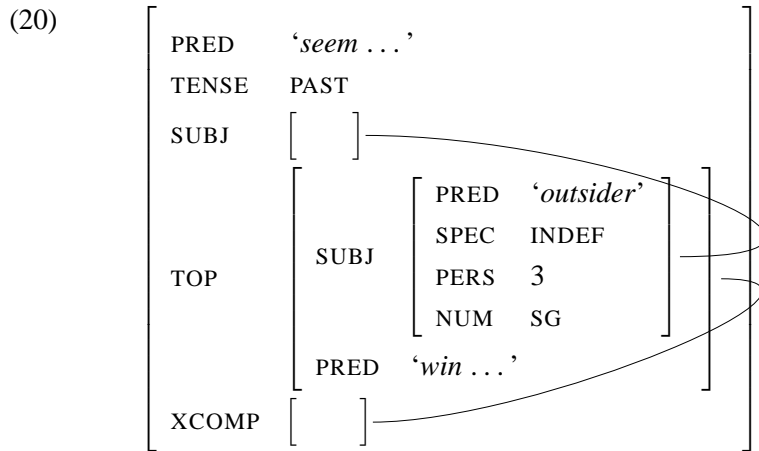 (20)
PRED ‘seem ...’
TENSE PAST
SUBJ [ ]
PRED ‘outsider’
SPEC INDEF
SUBJ
PERS 3
TOP
NUM SG
PRED ‘win ...’
XCOMP [ ]